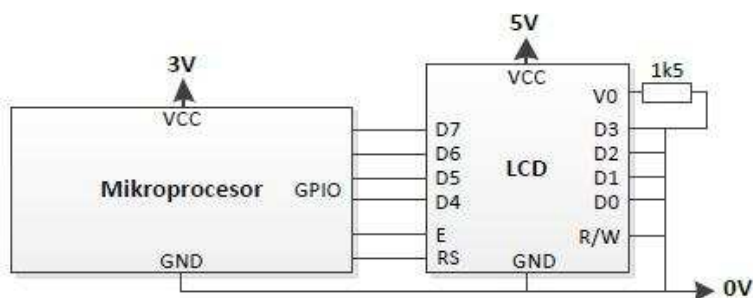 5V
3V
VCC
VCC
1k5
V0
D7
D3
D6
D2
Mikroprocesor
GPIO
D5
LCD
D1
D4
D0
E
R/W
RS
GND
GND
0V